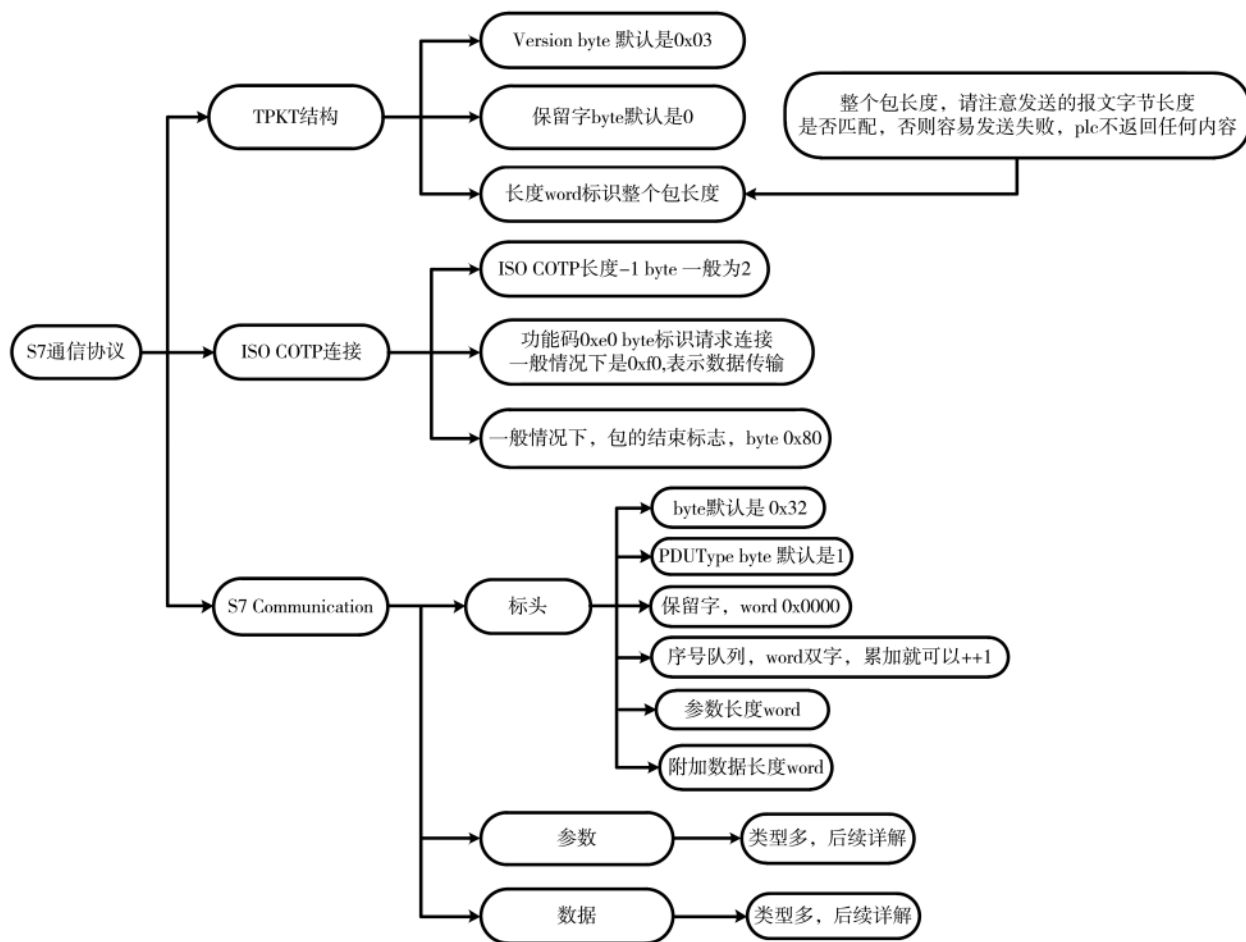 S7通信协议
TPKT结构
Version byte 默认是0x03
保留字byte默认是0
长度word标识整个包长度
整个包长度，请注意发送的报文字节长度
是否匹配，否则容易发送失败，plc不返回任何内容
ISO COTP连接
ISO COTP长度-1 byte 一般为2
功能码0xe0 byte标识请求连接
一般情况下是0xf0,表示数据传输
一般情况下，包的结束标志，byte 0x80
S7 Communication
标头
byte默认是 0x32
PDUType byte 默认是1
保留字，word 0x0000
序号队列，word双字，累加就可以++1
参数长度word
附加数据长度word
参数
类型多，后续详解
数据
类型多，后续详解